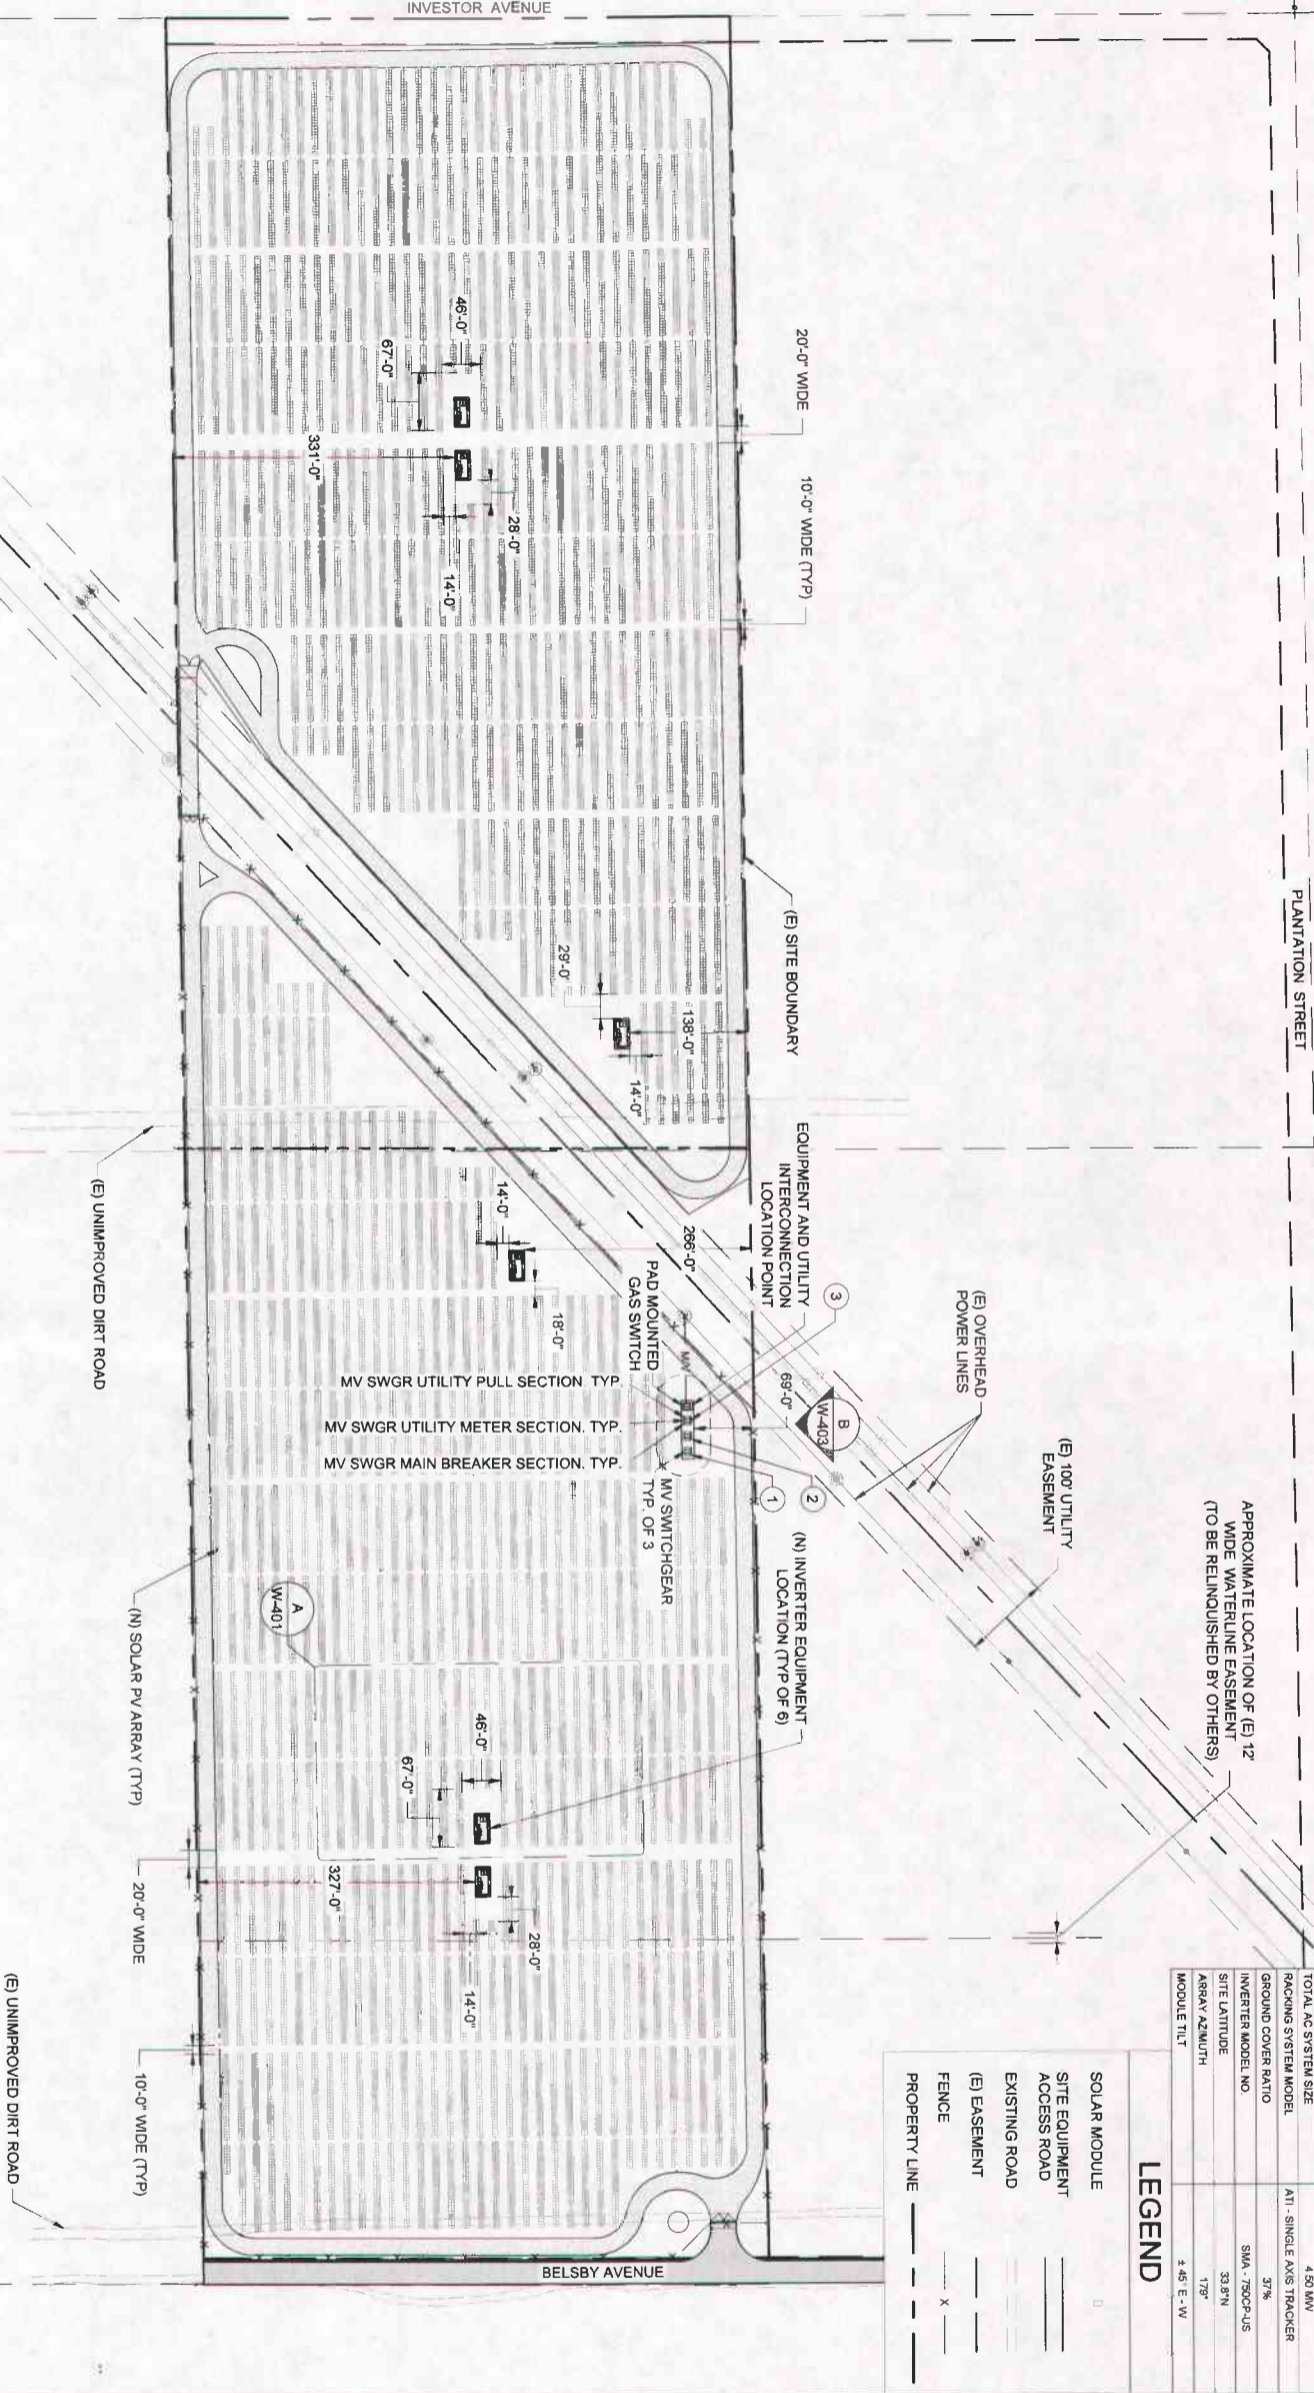 INVESTOR AVENUE
PLANTATION STREET
20'-0" WIDE
10'-0" WIDE (TYP)
46'-0"
67'-0"
331'-0"
28'-0"
14'-0"
(E) SITE BOUNDARY
29'-0"
138'-0"
14'-0"
EQUIPMENT AND UTILITY
INTERCONNECTION
LOCATION POINT
(E) UNIMPROVED DIRT ROAD
14'-0"
266'-0"
18'-0"
PAD MOUNTED
GAS SWITCH
MV SWGR UTILITY PULL SECTION. TYP.
MV SWGR UTILITY METER SECTION. TYP.
MV SWGR MAIN BREAKER SECTION. TYP.
MV
69'-0"
3
B
W-403
2
1
MV SWITCHGEAR
TYP. OF 3
(E) OVERHEAD
POWER LINES
(E) 100' UTILITY
EASEMENT
APPROXIMATE LOCATION OF (E) 12'
WIDE WATERLINE EASEMENT
(TO BE RELINQUISHED BY OTHERS)
(N) INVERTER EQUIPMENT
LOCATION (TYP OF 6)
A
W-401
(N) SOLAR PV ARRAY (TYP)
46'-0"
67'-0"
327'-0"
28'-0"
14'-0"
20'-0" WIDE
10'-0" WIDE (TYP)
(E) UNIMPROVED DIRT ROAD
BELSBY AVENUE
TOTAL AC SYSTEM SIZE 4.50 MW
RACKING SYSTEM MODEL ATI - SINGLE AXIS TRACKER
GROUND COVER RATIO 37%
INVERTER MODEL NO. SMA - 750CP-US
SITE LATITUDE 33.8°N
ARRAY AZIMUTH 179°
MODULE TILT ± 45° E - W
LEGEND
SOLAR MODULE
SITE EQUIPMENT
ACCESS ROAD
EXISTING ROAD
(E) EASEMENT
FENCE X
PROPERTY LINE